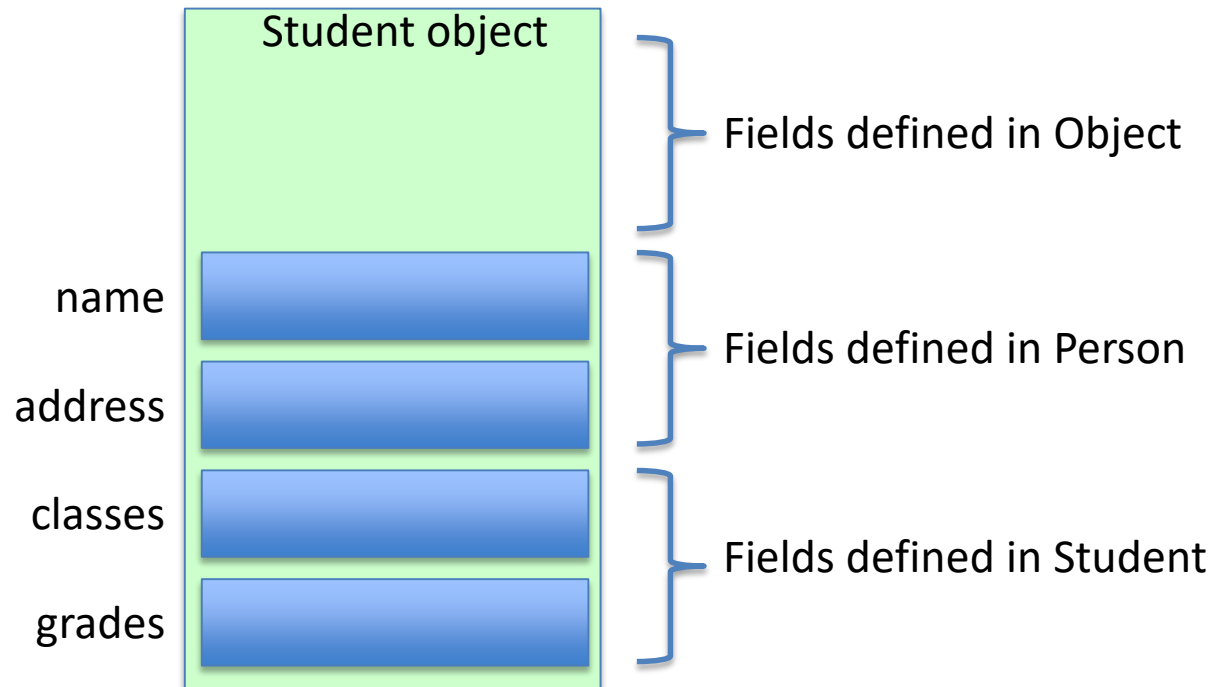 Student object
Fields defined in Object
name
Fields defined in Person
address
classes
Fields defined in Student
grades